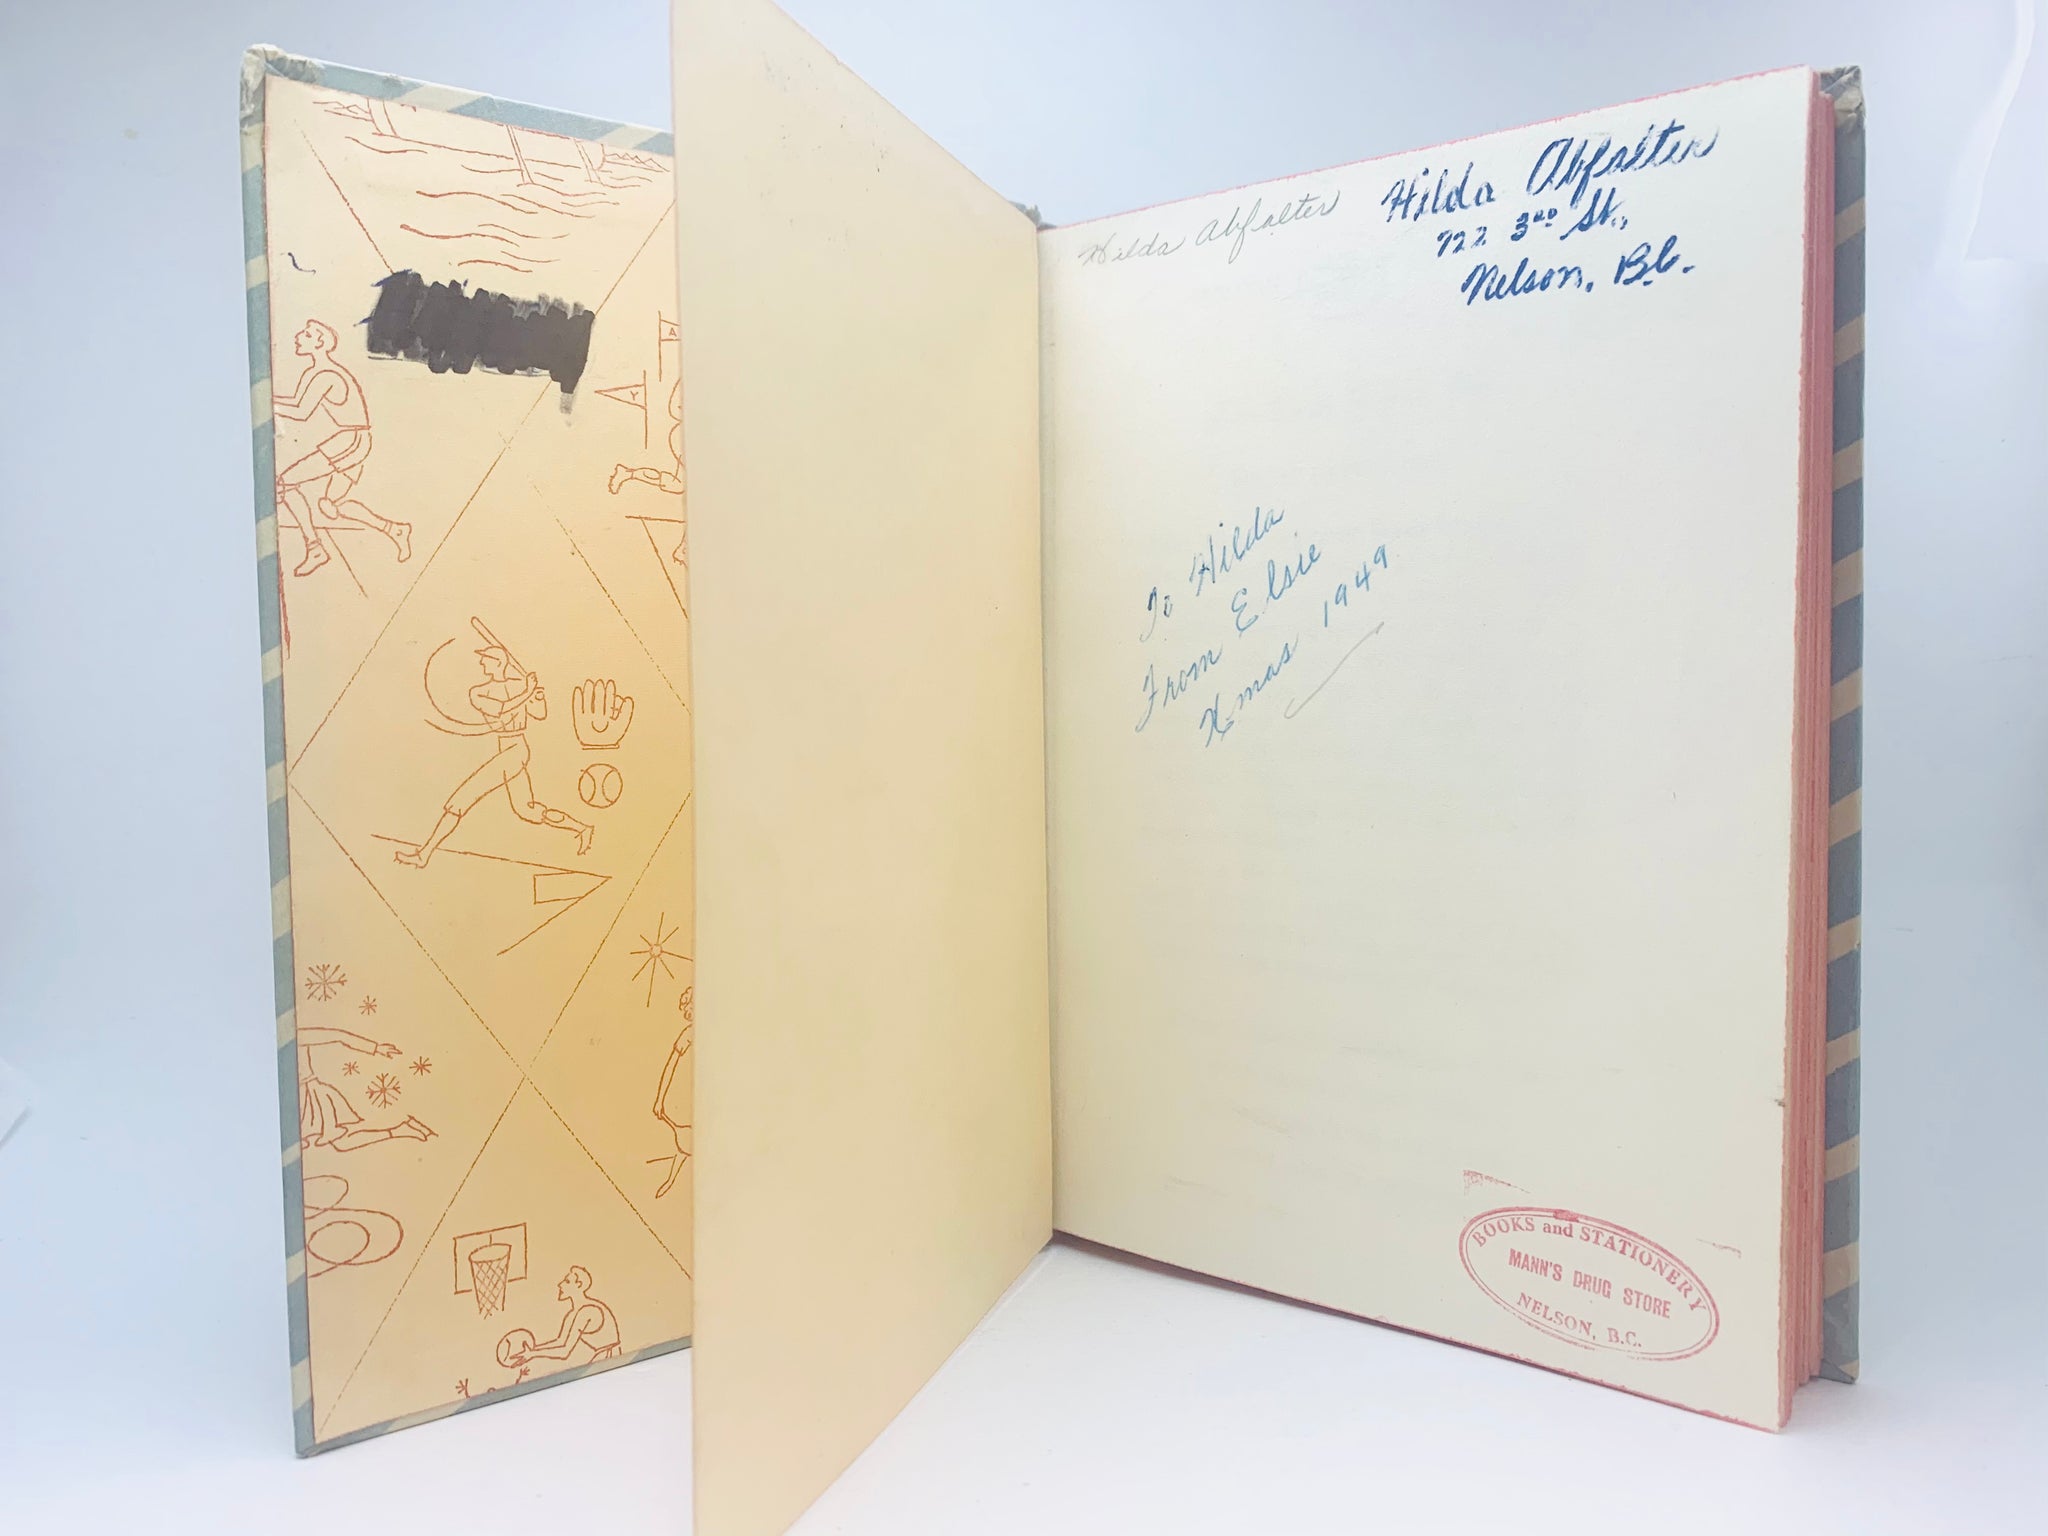 A
Y
Hilda Abfalter
Hilda Abfalter
722 3RD St.,
Nelson, B.C.
To Hilda
From Elsie
Xmas 1949
BOOKS and STATIONERY
MANN'S DRUG STORE
NELSON, B.C.